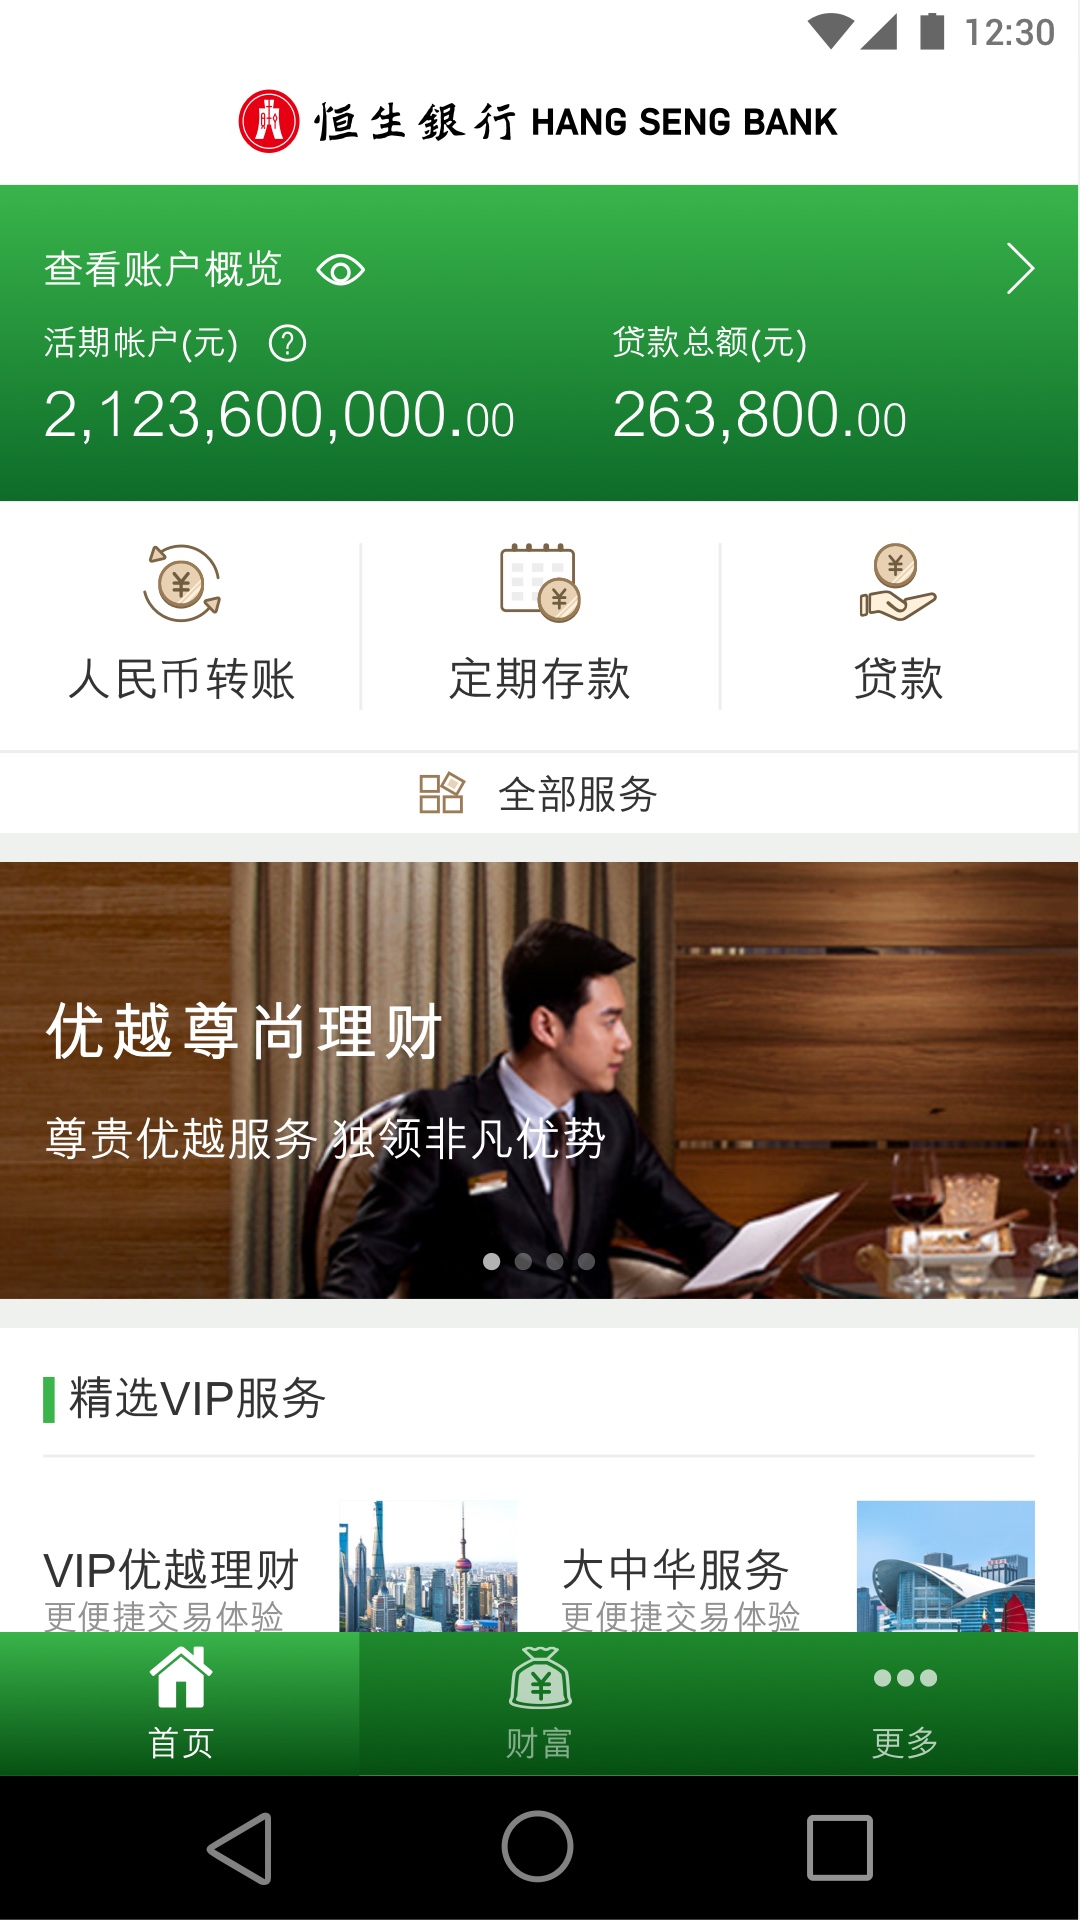 12:30
恒生銀行 HANG SENG BANK
查看账户概览
活期帐户(元) ?
贷款总额(元)
2,123,600,000.00
263,800.00
人民币转账
定期存款
贷款
全部服务
优越尊尚理财
尊贵优越服务 独领非凡优势
精选VIP服务
VIP优越理财
更便捷交易体验
大中华服务
更便捷交易体验
首页
财富
更多